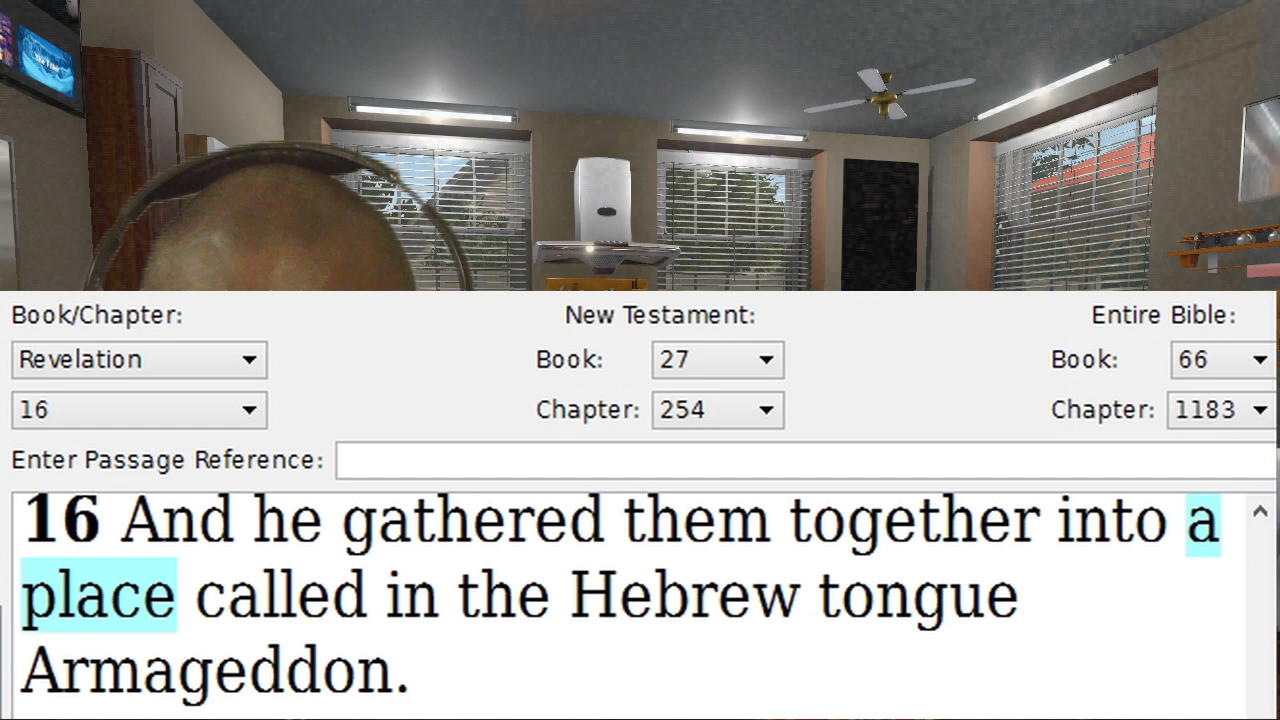 Book/Chapter:
New Testament:
Entire Bible:
Revelation
Book:
27
Book:
66
16
Chapter:
254
Chapter:
1183
Enter Passage Reference:
16 And he gathered them together into a
place called in the Hebrew tongue
Armageddon.